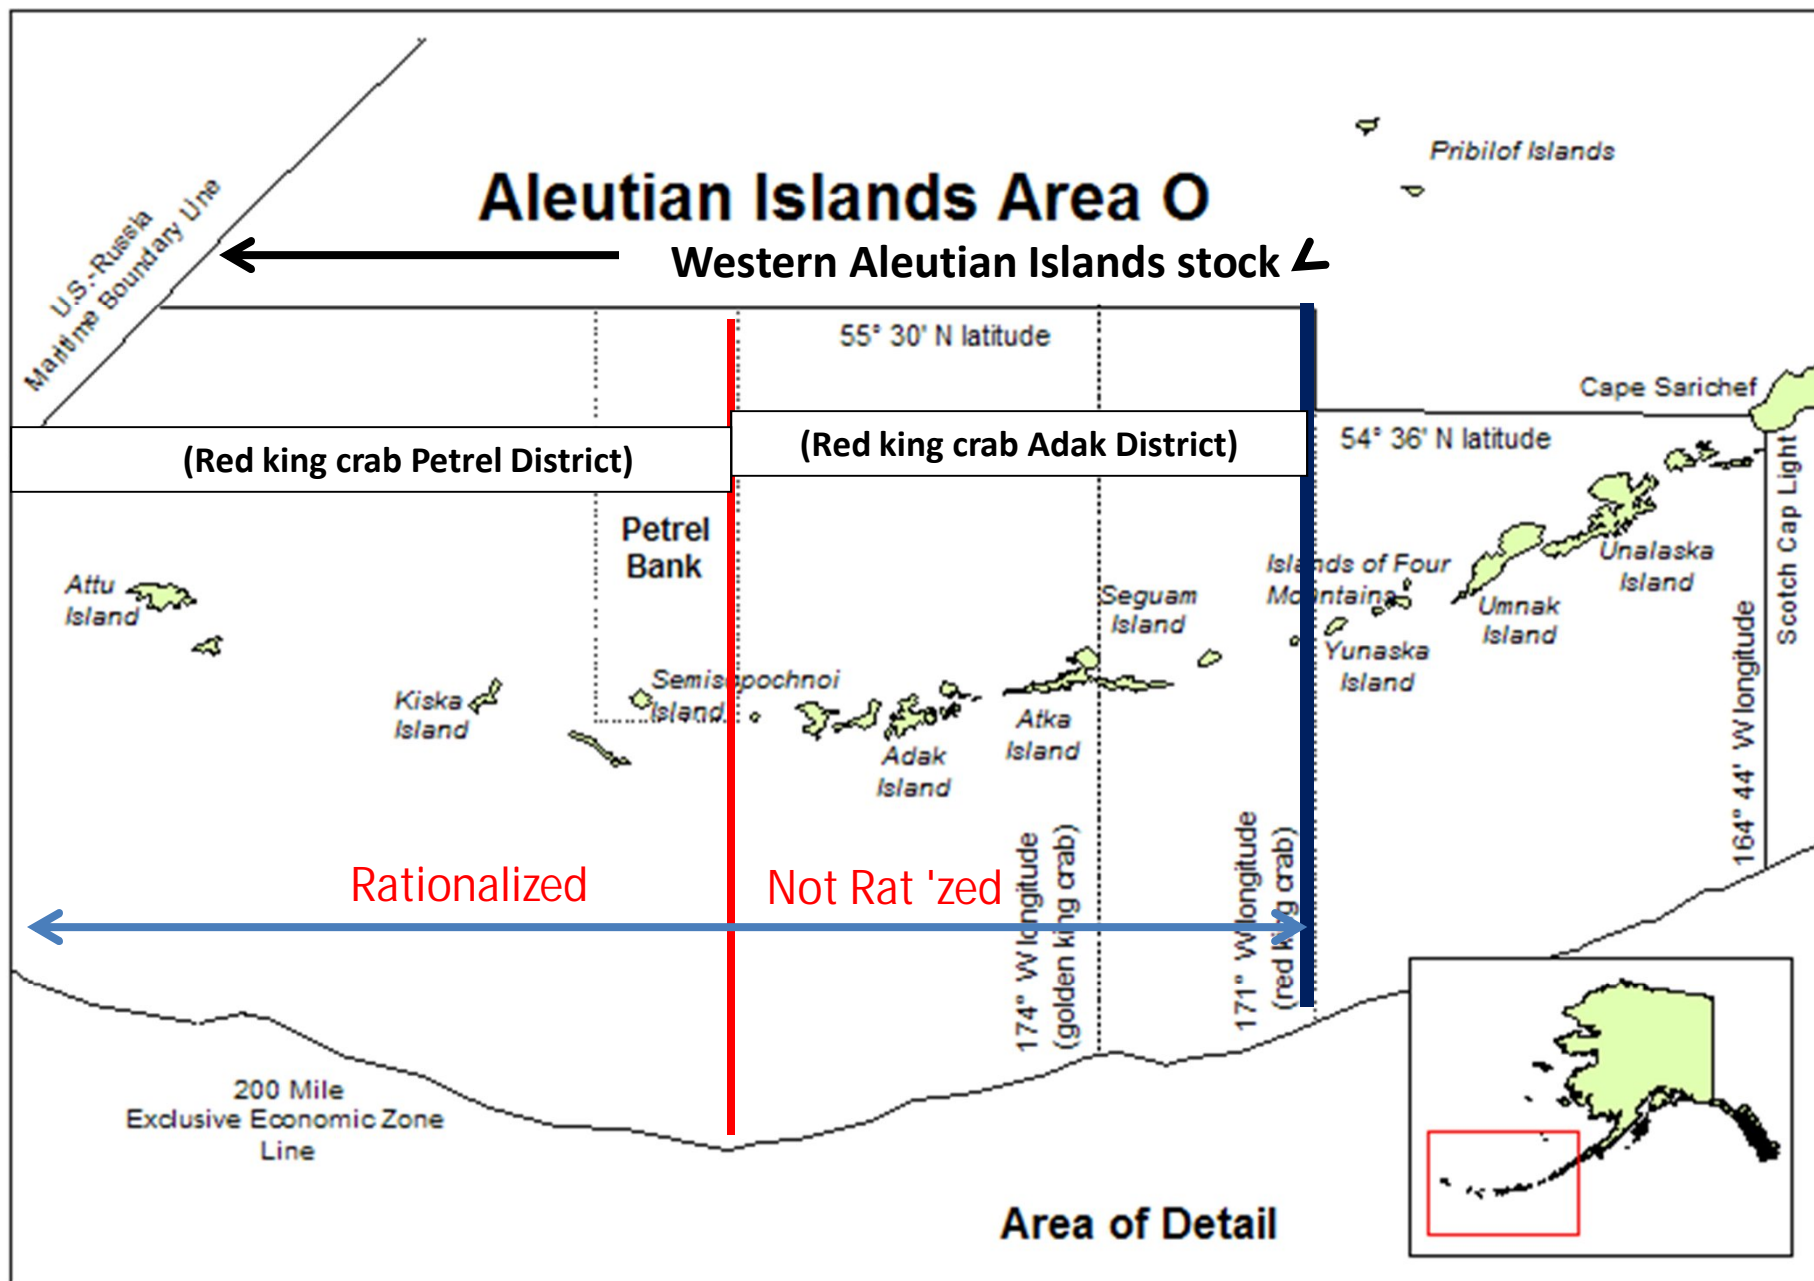 Aleutian Islands Area O
Western Aleutian Islands stock
U.S.-Russia
Maritime Boundary Line
Pribilof Islands
55° 30' N latitude
Cape Sarichef
(Red king crab Petrel District)
(Red king crab Adak District)
54° 36' N latitude
Scotch Cap Light
Petrel
Bank
Attu
Island
Kiska
Island
Semisopochnoi
Island
Adak
Island
Atka
Island
Seguam
Island
Islands of Four
Mountains
Yunaska
Island
Umnak
Island
Unalaska
Island
164° 44' W longitude
Rationalized
Not Rat 'zed
174° W longitude
(golden king crab)
171° W longitude
(red king crab)
200 Mile
Exclusive Economic Zone
Line
Area of Detail